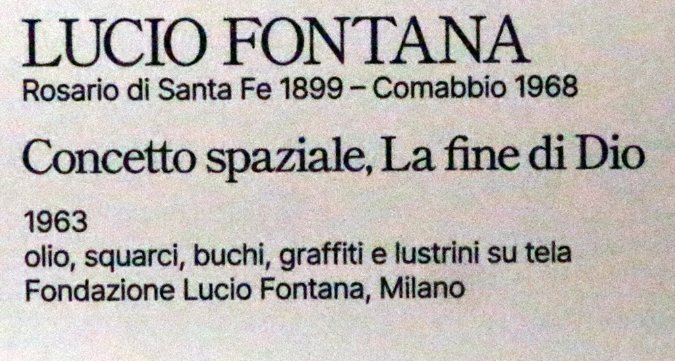 LUCIO FONTANA
Rosario di Santa Fe 1899 – Comabbio 1968
Concetto spaziale, La fine di Dio
1963
olio, squarci, buchi, graffiti e lustrini su tela
Fondazione Lucio Fontana, Milano